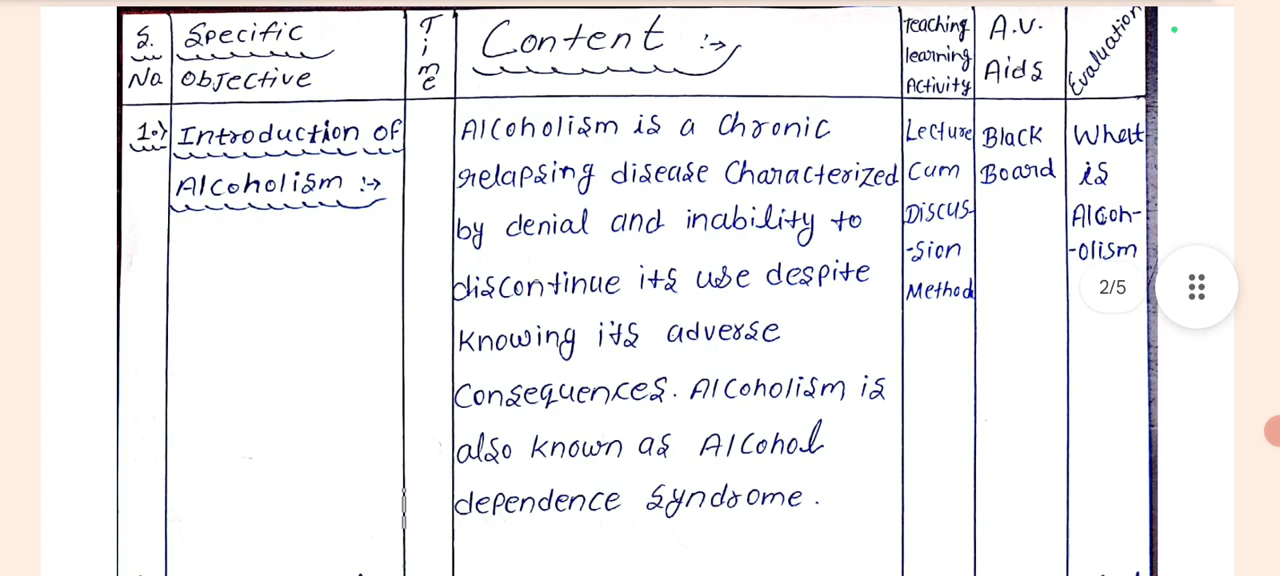 S. No
Specific Objective
Time
Content :→
Teaching learning Activity
A.V. Aids
Evaluation
1.)
Introduction of
Alcoholism :→
Alcoholism is a chronic
relapsing disease characterized
by denial and inability to
discontinue its use despite
knowing its adverse
consequences. Alcoholism is
also known as Alcohol
dependence syndrome.
Lecture
Cum
Discus-
-sion
Method
Black
Board
What
is
Alcoh-
-olism
2/5